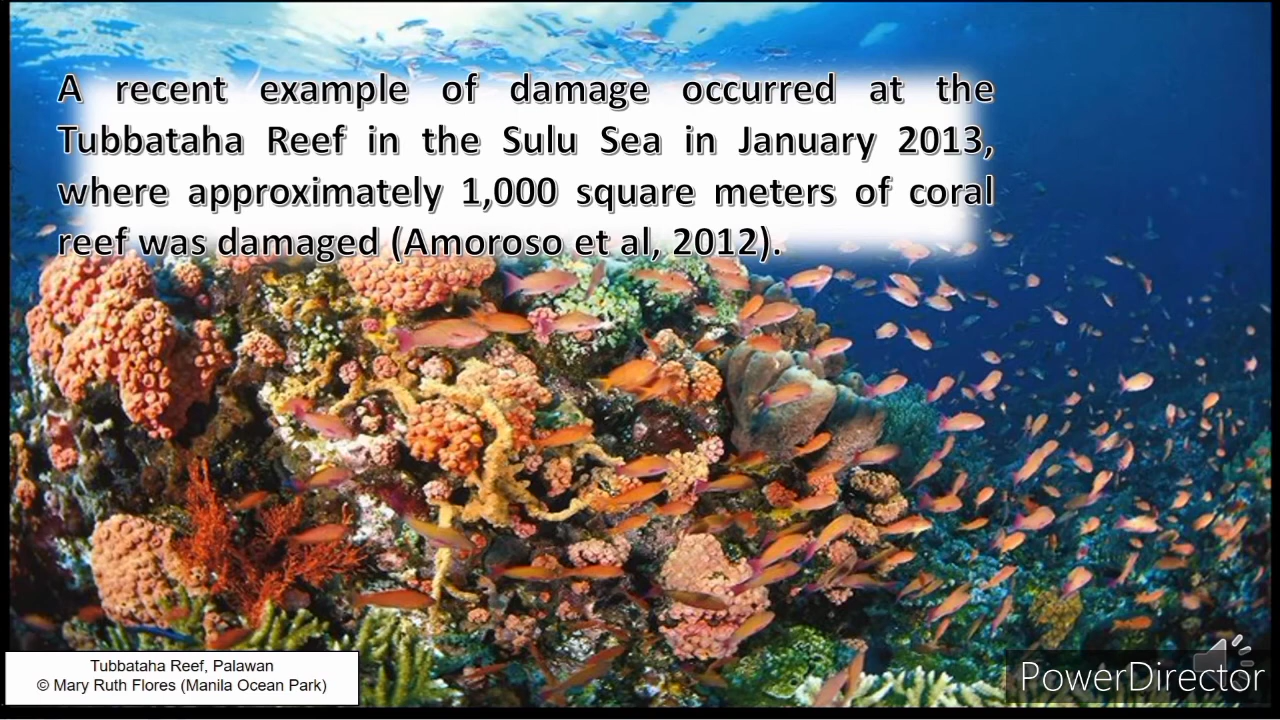 A recent example of damage occurred at the
Tubbataha Reef in the Sulu Sea in January 2013,
where approximately 1,000 square meters of coral
reef was damaged (Amoroso et al, 2012).
Tubbataha Reef, Palawan
© Mary Ruth Flores (Manila Ocean Park)
PowerDirector